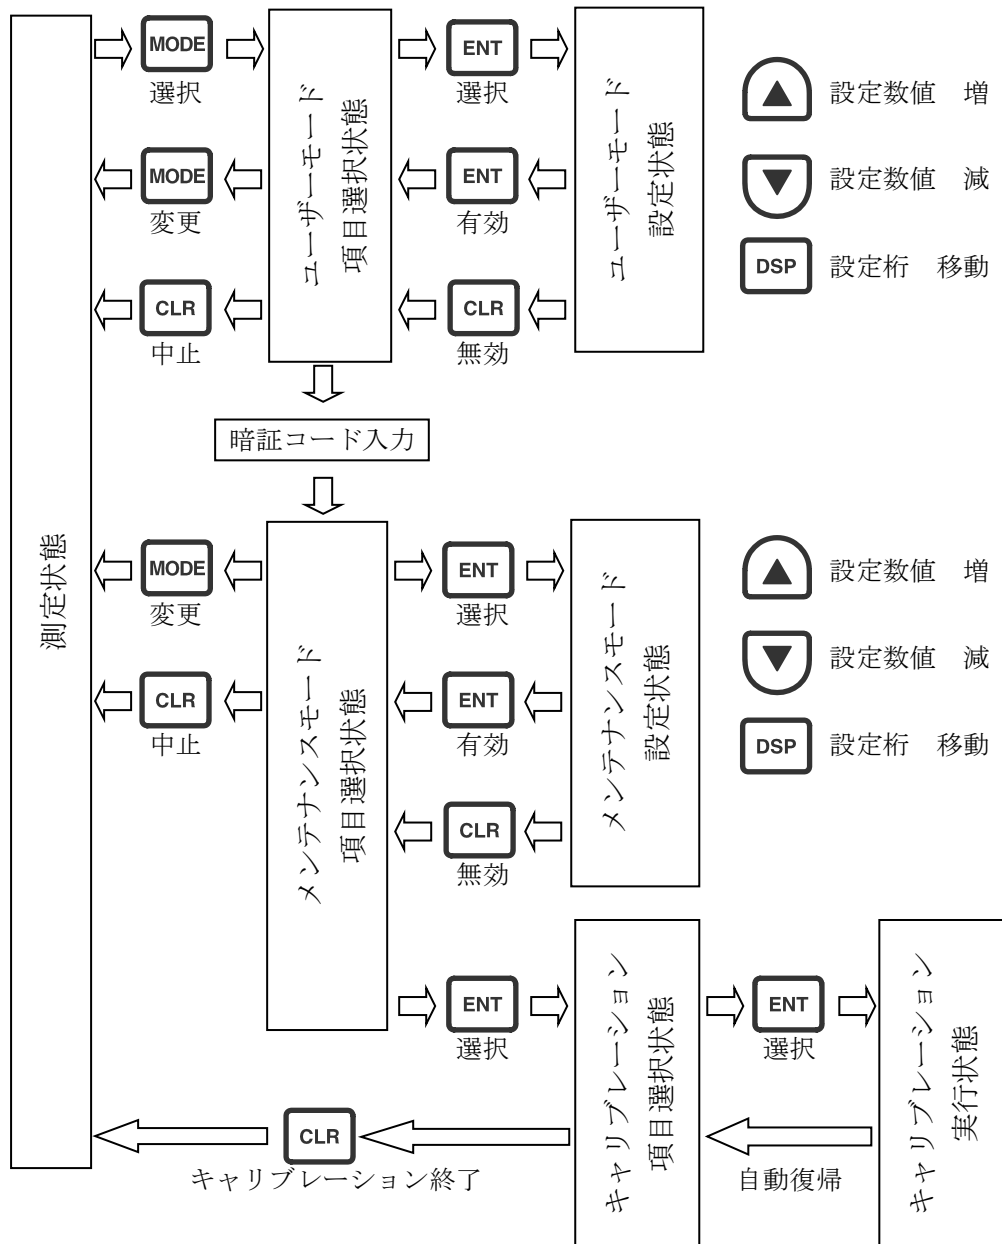 測定状態
MODE
選択
MODE
変更
CLR
中止
ユーザーモード
項目選択状態
ENT
選択
ENT
有効
CLR
無効
ユーザーモード
設定状態
設定数値 増
設定数値 減
DSP
設定桁 移動
暗証コード入力
MODE
変更
CLR
中止
メンテナンスモード
項目選択状態
ENT
選択
ENT
有効
CLR
無効
メンテナンスモード
設定状態
設定数値 増
設定数値 減
DSP
設定桁 移動
ENT
選択
キャリブレーション
項目選択状態
ENT
選択
キャリブレーション
実行状態
CLR
キャリブレーション終了
自動復帰